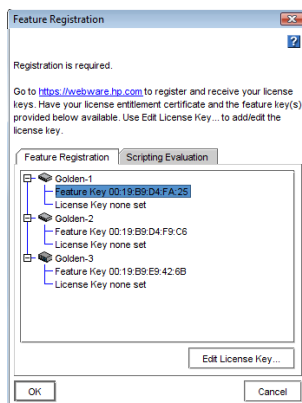 Feature Registration
?
Registration is required.
Go to https://webware.hp.com to register and receive your license
keys. Have your license entitlement certificate and the feature key(s)
provided below available. Use Edit License Key... to add/edit the
license key.
Feature Registration Scripting Evaluation
Golden-1
Feature Key 00:19:B9:D4:FA:25
License Key none set
Golden-2
Feature Key 00:19:B9:D4:F9:C6
License Key none set
Golden-3
Feature Key 00:19:B9:E9:42:6B
License Key none set
Edit License Key...
OK Cancel